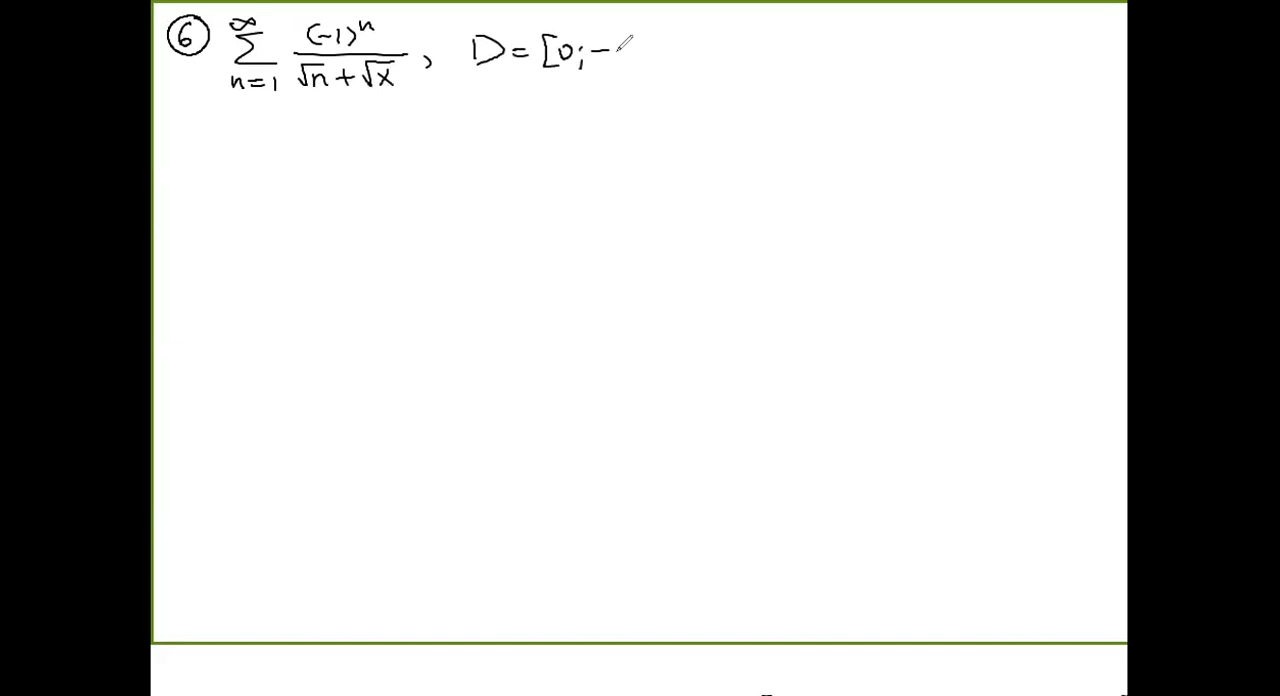 ⑥ ∑_{n=1}^{∞} (-1)^n / (√n + √x), D = [0; -